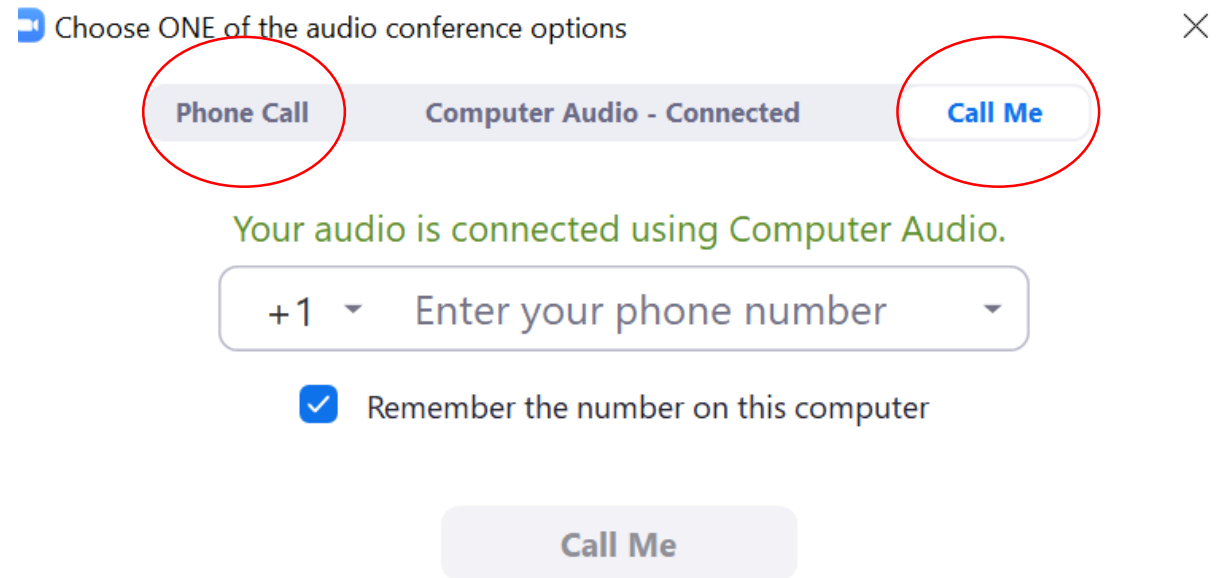 Choose ONE of the audio conference options
Phone Call Computer Audio - Connected Call Me
Your audio is connected using Computer Audio.
+1 Enter your phone number
Remember the number on this computer
Call Me